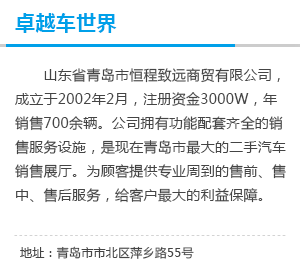 卓越车世界
山东省青岛市恒程致远商贸有限公司，
成立于2002年2月，注册资金3000W，年
销售700余辆。公司拥有功能配套齐全的销
售服务设施，是现在青岛市最大的二手汽车
销售展厅。为顾客提供专业周到的售前、售
中、售后服务，给客户最大的利益保障。
地址：青岛市市北区萍乡路55号